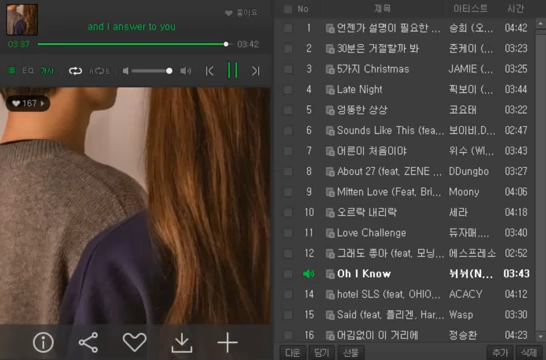 좋아요
and I answer to you
03:37
03:42
EQ 가사
167
No 제목 아티스트 시간
1 언젠가 설명이 필요한 ... 승희 (오... 04:42
2 30분은 거절할까 봐 준케이 (... 03:23
3 5가지 Christmas JAMIE (... 03:25
4 Late Night 픽보이 (... 03:44
5 엉뚱한 상상 코요태 03:22
6 Sounds Like This (fea... 보이비,D... 02:47
7 어른이 처음이야 위수 (WI... 03:43
8 About 27 (feat, ZENE ... DDungbo 03:27
9 Mitten Love (Feat, Bri... Moony 04:06
10 오르락 내리락 세라 04:18
11 Love Challenge 듀자매,... 03:40
12 그래도 좋아 (feat, 모닝... 에스프레소 02:52
Oh I Know 뉙뉙(N... 03:43
14 hotel SLS (feat, OHIO... ACACY 04:12
15 Said (feat, 플리겐, Har... Wasp 03:30
16 어김없이 이 거리에 정승환 04:23
다운 담기 선물 추가 삭제